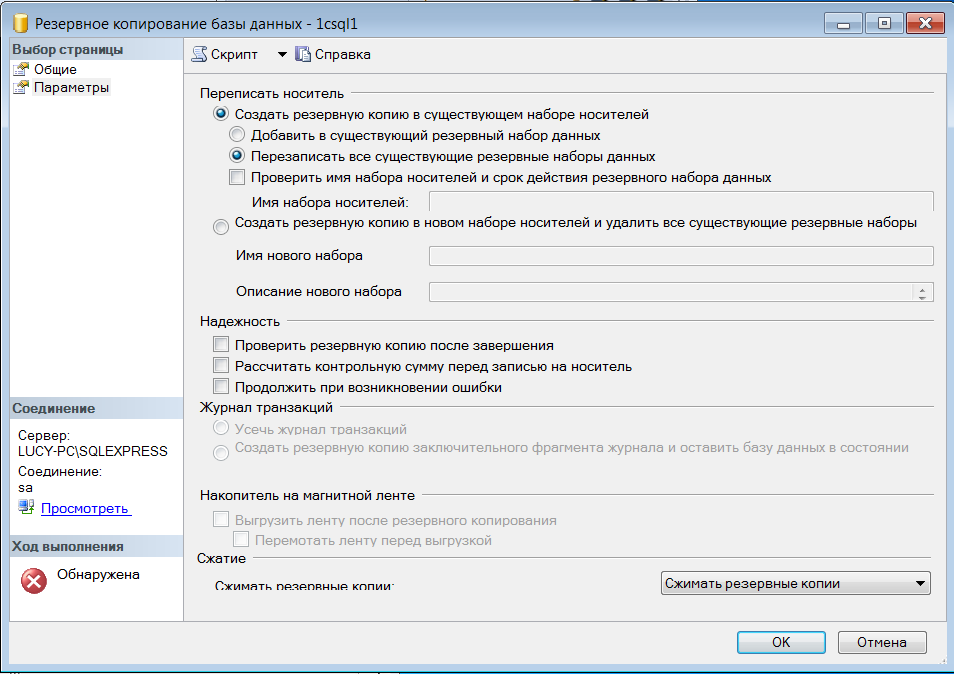 Резервное копирование базы данных - 1csql1
Выбор страницы
Общие
Параметры
Скрипт
Справка
Переписать носитель
Создать резервную копию в существующем наборе носителей
Добавить в существующий резервный набор данных
Перезаписать все существующие резервные наборы данных
Проверить имя набора носителей и срок действия резервного набора данных
Имя набора носителей:
Создать резервную копию в новом наборе носителей и удалить все существующие резервные наборы
Имя нового набора
Описание нового набора
Надежность
Проверить резервную копию после завершения
Рассчитать контрольную сумму перед записью на носитель
Продолжить при возникновении ошибки
Журнал транзакций
Усечь журнал транзакций
Создать резервную копию заключительного фрагмента журнала и оставить базу данных в состоянии
Накопитель на магнитной ленте
Выгрузить ленту после резервного копирования
Перемотать ленту перед выгрузкой
Сжатие
Сжимать резервные копии:
Сжимать резервные копии
Соединение
Сервер:
LUCY-PC\SQLEXPRESS
Соединение:
sa
Просмотреть
Ход выполнения
Обнаружена
OK
Отмена